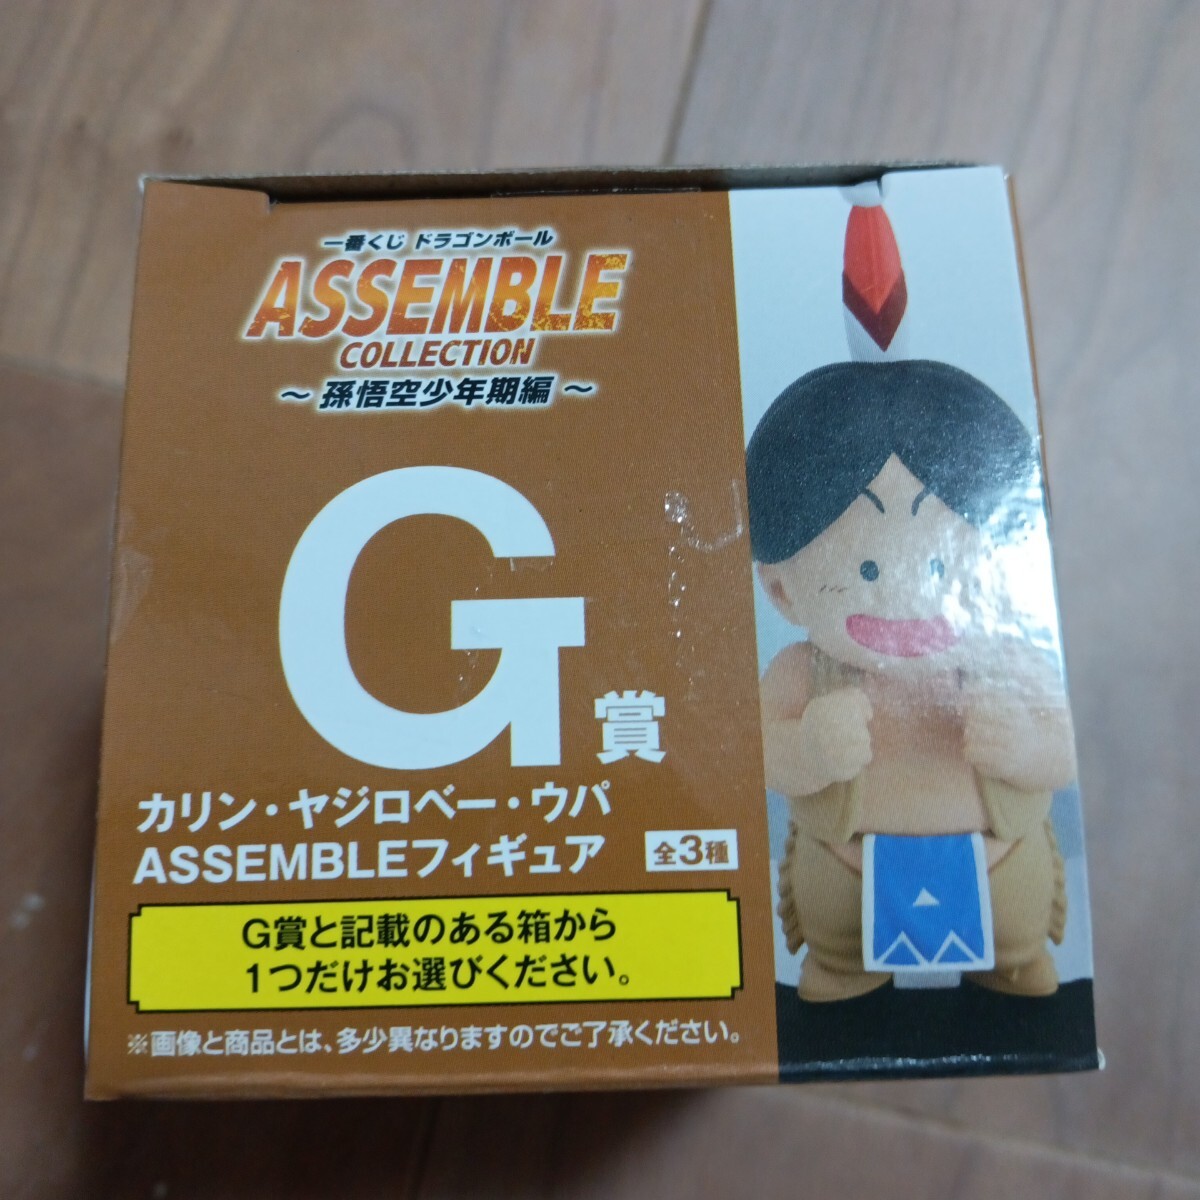 一番くじ ドラゴンボール
ASSEMBLE
COLLECTION
～ 孫悟空少年期編 ～
G賞
カリン・ヤジロベー・ウパ
ASSEMBLEフィギュア 全3種
G賞と記載のある箱から
1つだけお選びください。
※画像と商品とは、多少異なりますのでご了承ください。